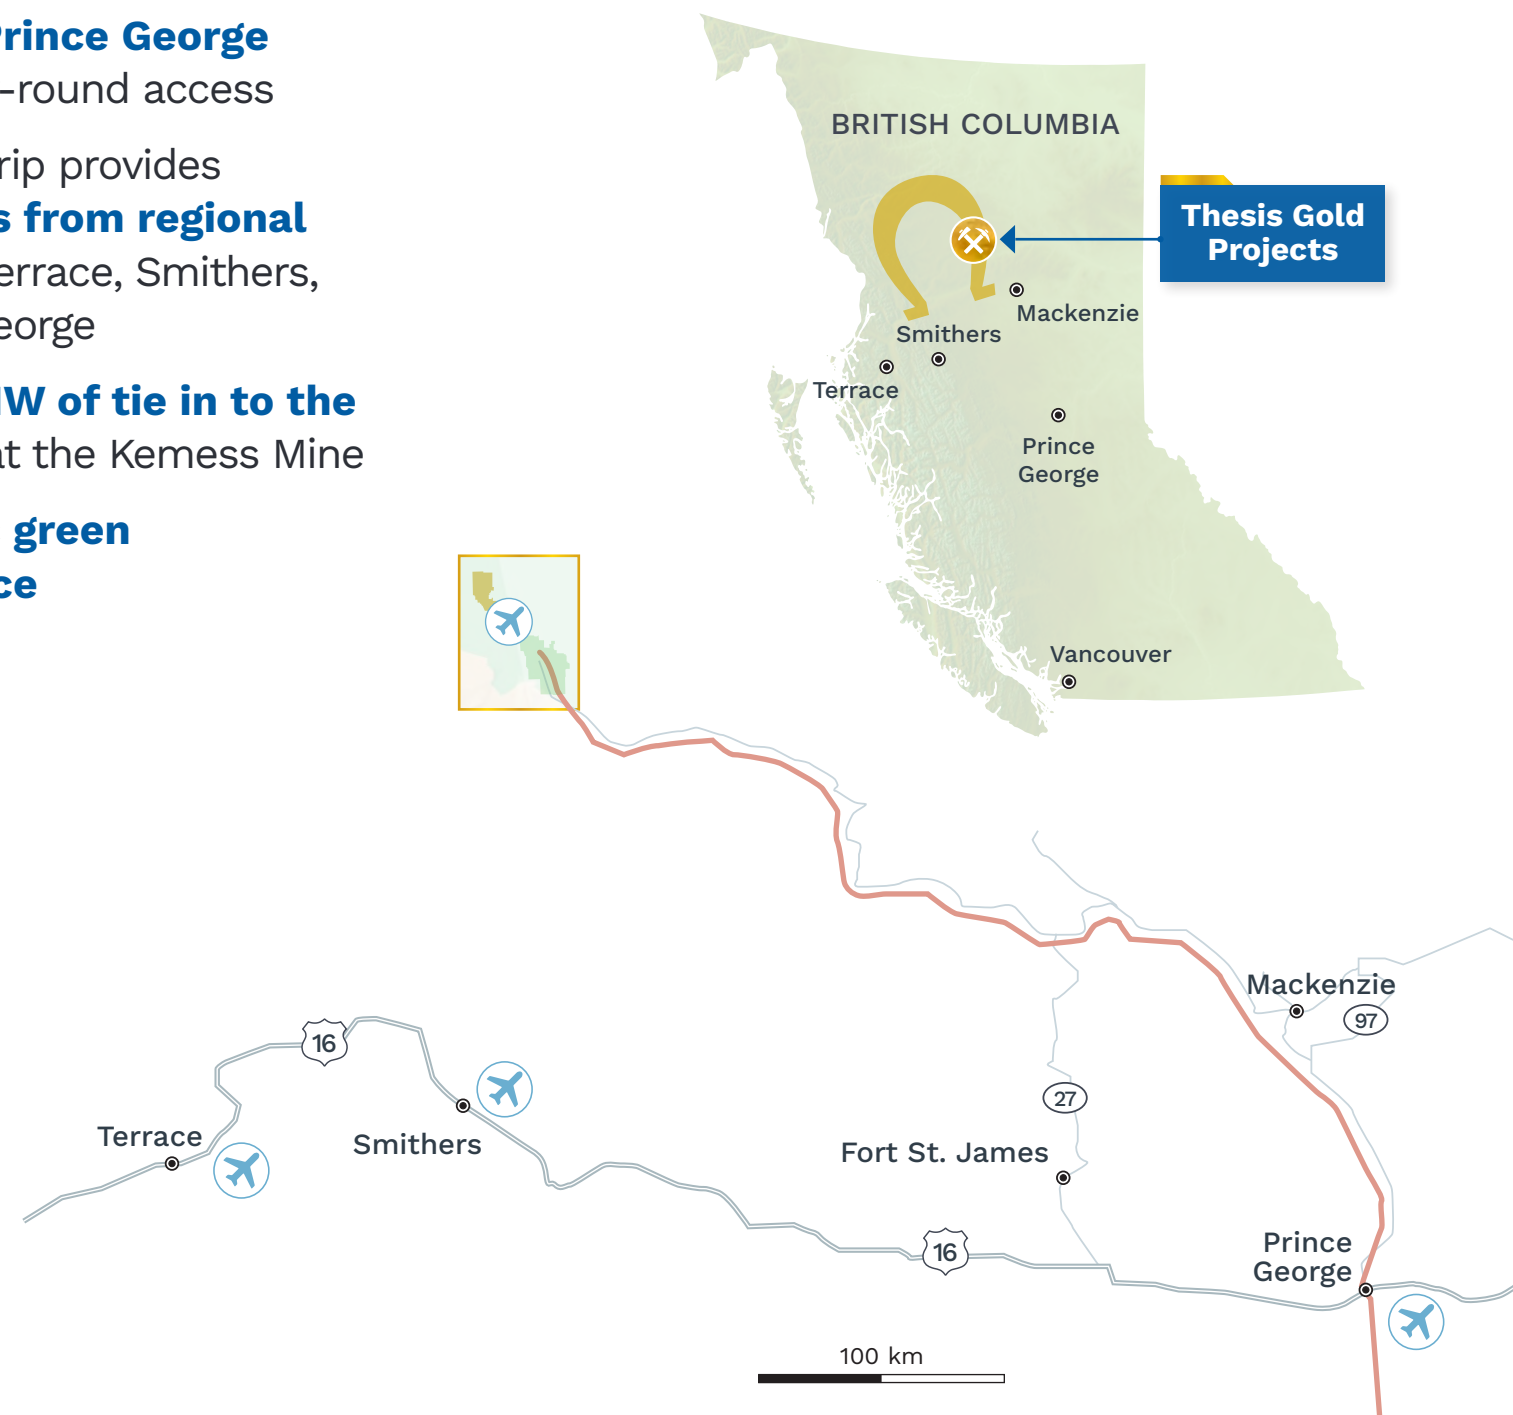 Prince George
-round access
rip provides
s from regional
errace, Smithers,
eorge
W of tie in to the
at the Kemess Mine
green
ce
BRITISH COLUMBIA
Thesis Gold
Projects
Mackenzie
Smithers
Terrace
Prince
George
Vancouver
Mackenzie
97
16
27
Terrace
Smithers
Fort St. James
16
Prince
George
100 km